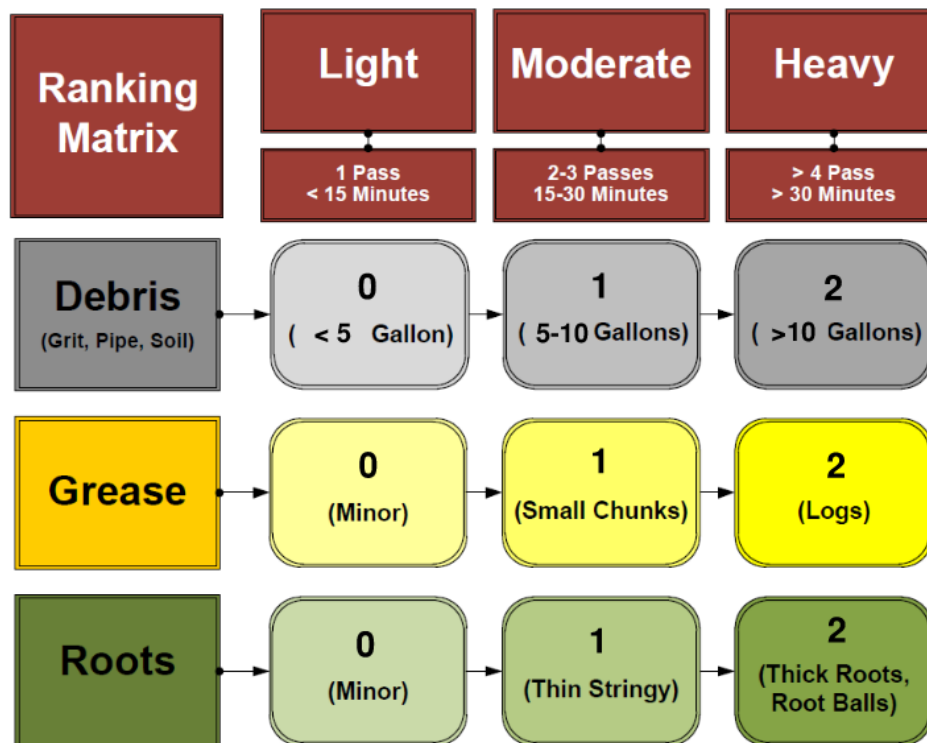 Ranking
Matrix
Light
Moderate
Heavy
1 Pass
< 15 Minutes
2-3 Passes
15-30 Minutes
> 4 Pass
> 30 Minutes
Debris
(Grit, Pipe, Soil)
0
( < 5 Gallon)
1
( 5-10 Gallons)
2
( >10 Gallons)
Grease
0
(Minor)
1
(Small Chunks)
2
(Logs)
Roots
0
(Minor)
1
(Thin Stringy)
2
(Thick Roots,
Root Balls)